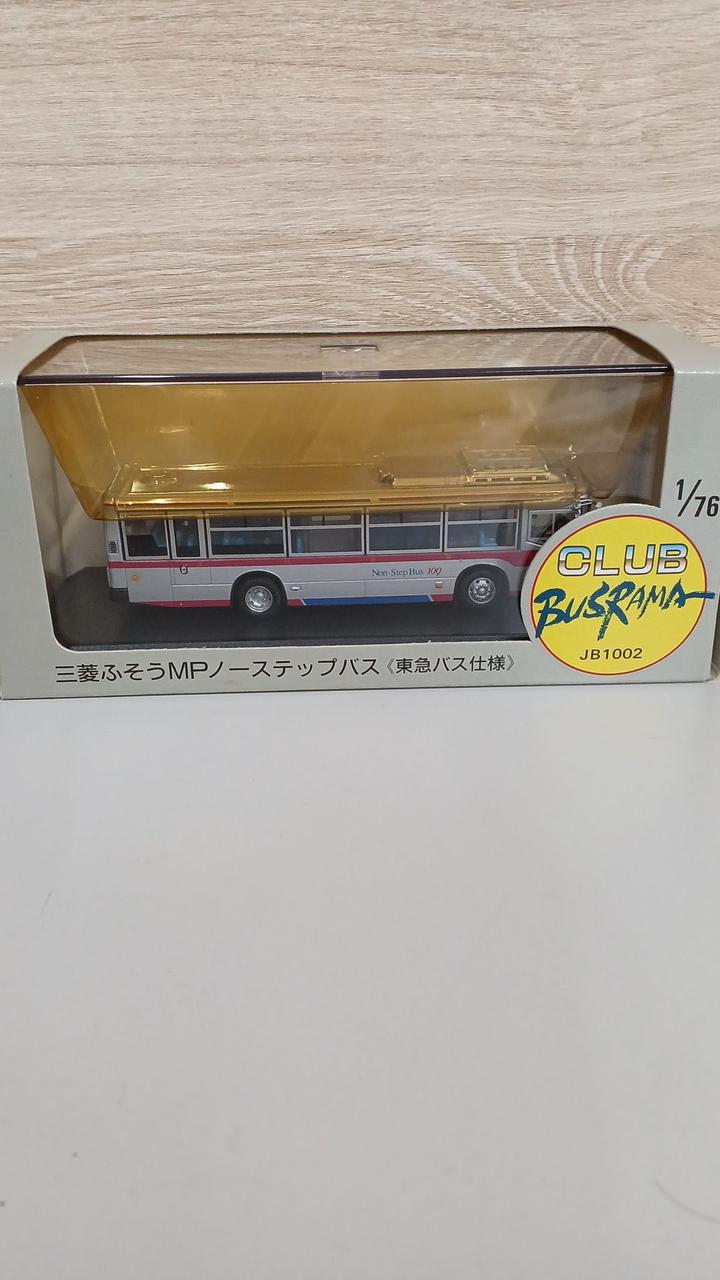 1/76
CLUB
BUSRAMA
JB1002
Non-Step Bus 109
三菱ふそうMPノーステップバス《東急バス仕様》